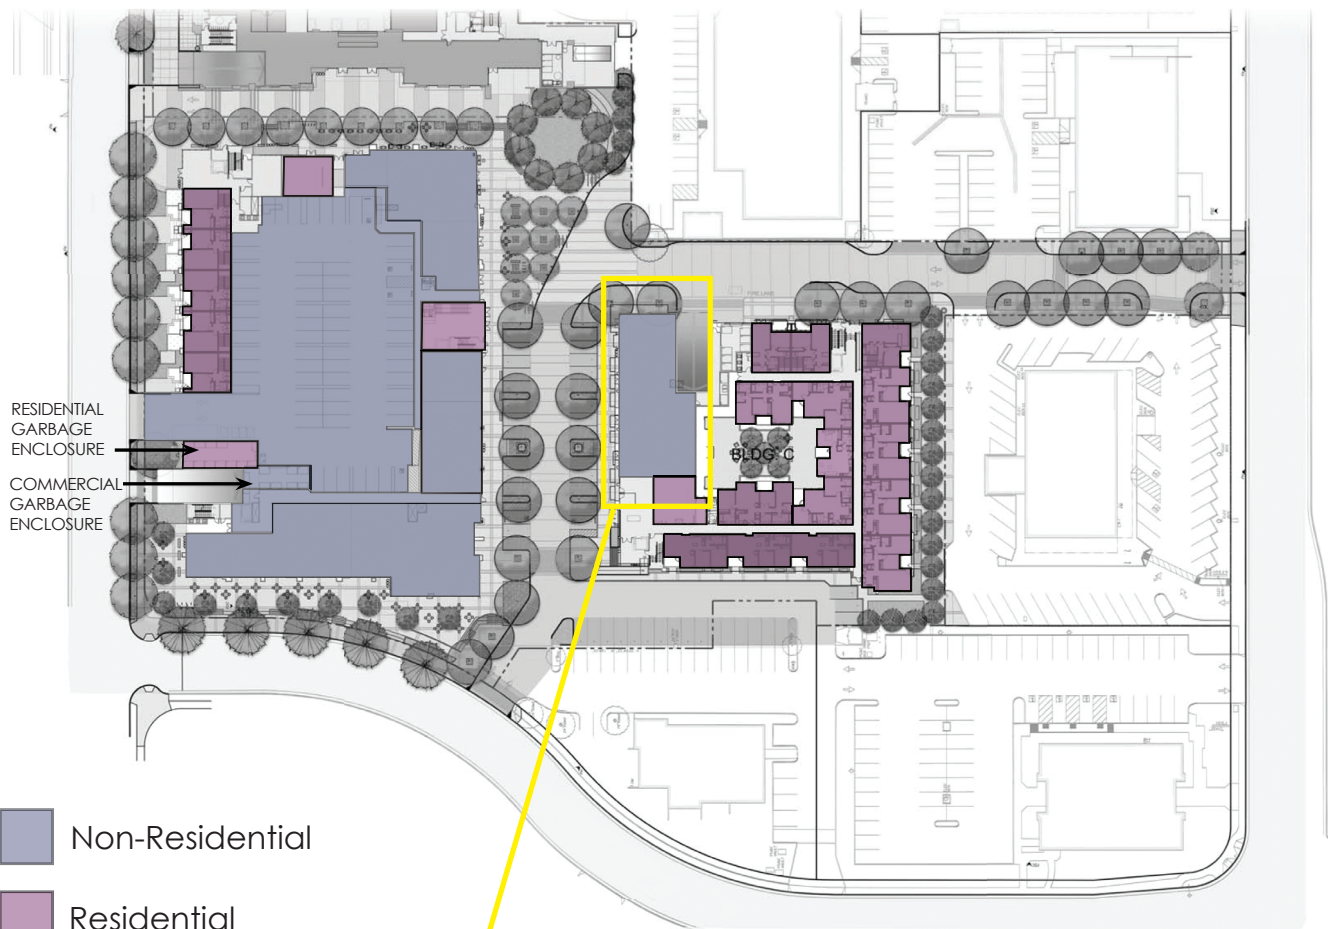 FIRE LANE
RESIDENTIAL
GARBAGE
ENCLOSURE
COMMERCIAL
GARBAGE
ENCLOSURE
BLDG C
Non-Residential
Residential